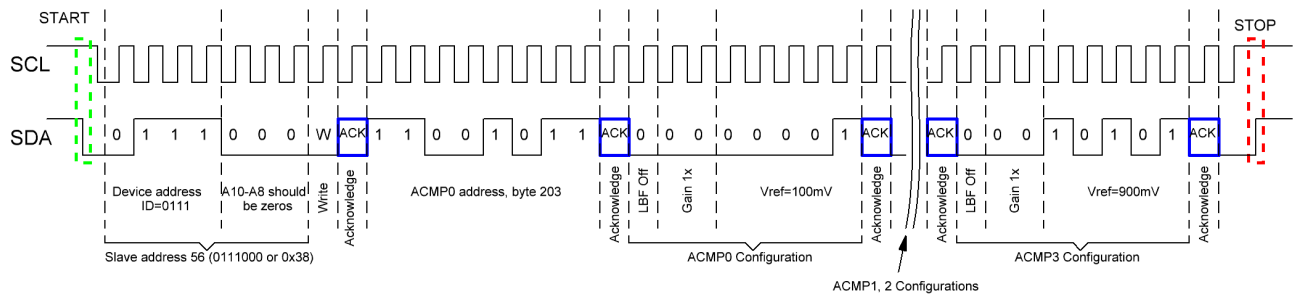 START
STOP
SCL
SDA
0 1 1 1 0 0 0 W ACK 1 1 0 0 1 0 1 1 ACK 0 0 0 0 0 0 0 1 ACK ACK 0 0 0 1 0 1 0 1 ACK
Device address
ID=0111
A10-A8 should
be zeros
Write
Acknowledge
ACMP0 address, byte 203
Acknowledge
LBF Off
Gain 1x
Vref=100mV
Acknowledge
Acknowledge
LBF Off
Gain 1x
Vref=900mV
Acknowledge
Slave address 56 (0111000 or 0x38)
ACMP0 Configuration
ACMP3 Configuration
ACMP1, 2 Configurations